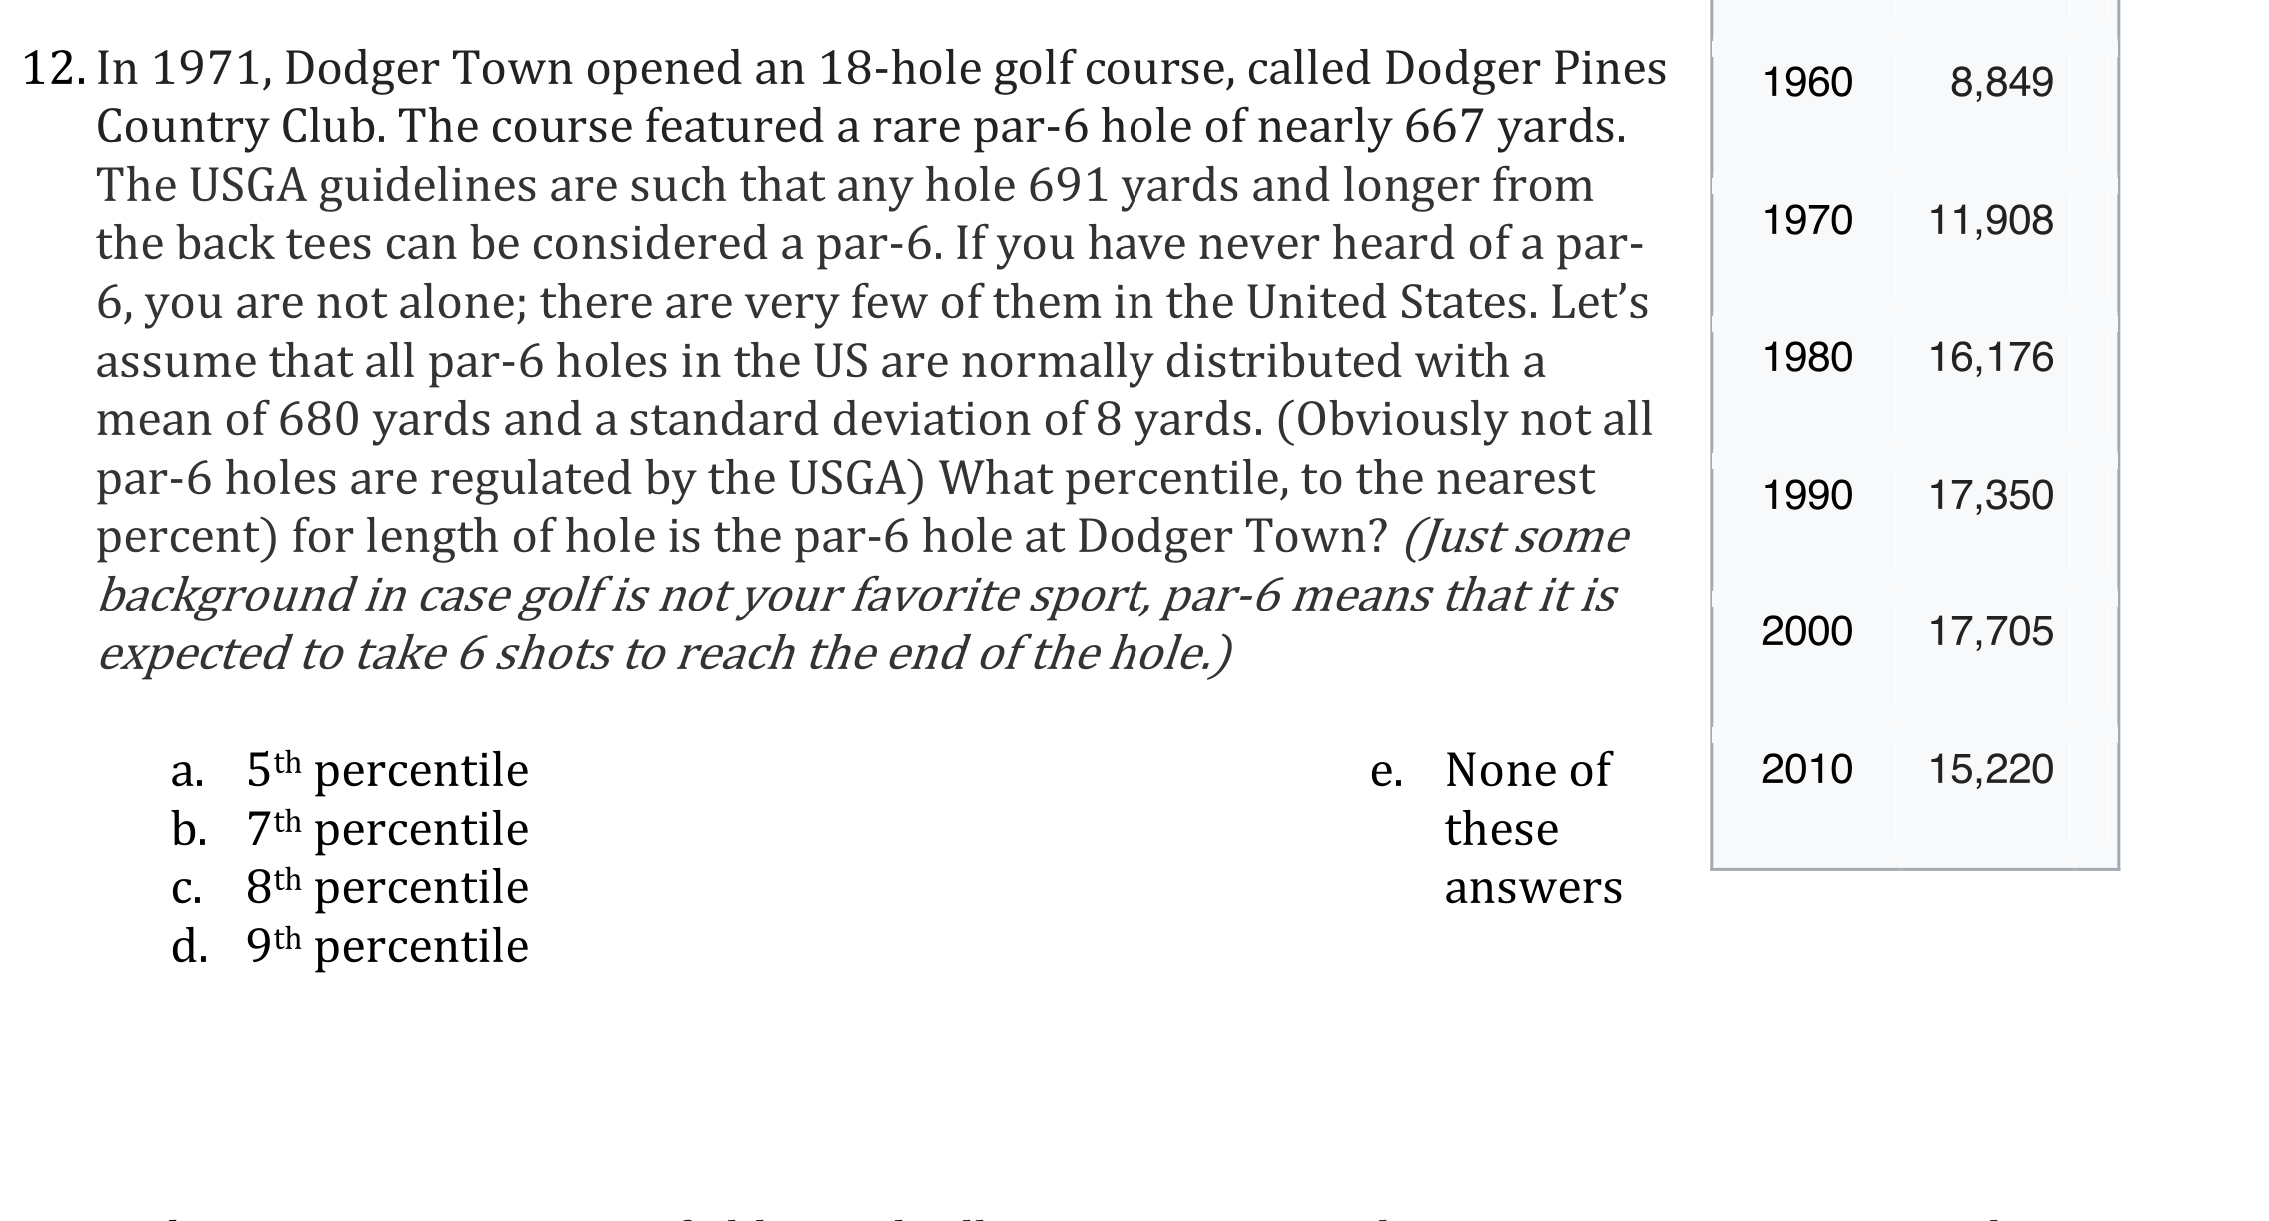 12. In 1971, Dodger Town opened an 18-hole golf course, called Dodger Pines
Country Club. The course featured a rare par-6 hole of nearly 667 yards.
The USGA guidelines are such that any hole 691 yards and longer from
the back tees can be considered a par-6. If you have never heard of a par-
6, you are not alone; there are very few of them in the United States. Let’s
assume that all par-6 holes in the US are normally distributed with a
mean of 680 yards and a standard deviation of 8 yards. (Obviously not all
par-6 holes are regulated by the USGA) What percentile, to the nearest
percent) for length of hole is the par-6 hole at Dodger Town? (Just some
background in case golf is not your favorite sport, par-6 means that it is
expected to take 6 shots to reach the end of the hole.)
a. 5th percentile
b. 7th percentile
c. 8th percentile
d. 9th percentile
e. None of
these
answers
1960 8,849
1970 11,908
1980 16,176
1990 17,350
2000 17,705
2010 15,220